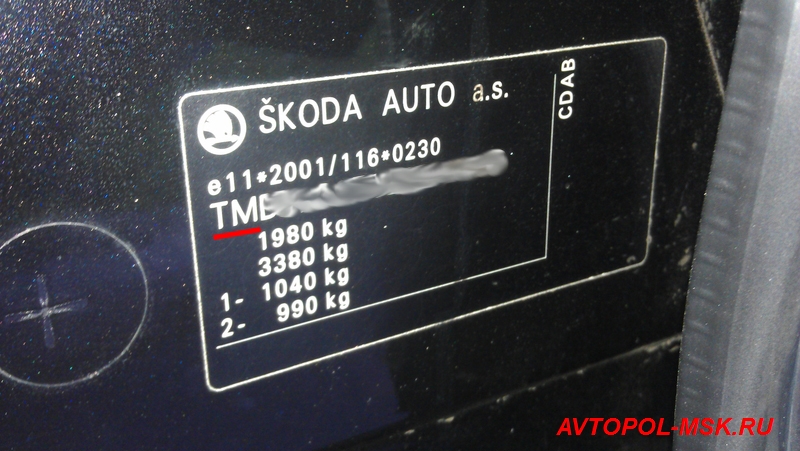 ŠKODA AUTO a.s.
CDAB
e11*2001/116*0230
TMB
1980 kg
3380 kg
1- 1040 kg
2- 990 kg
AVTOPOL-MSK.RU